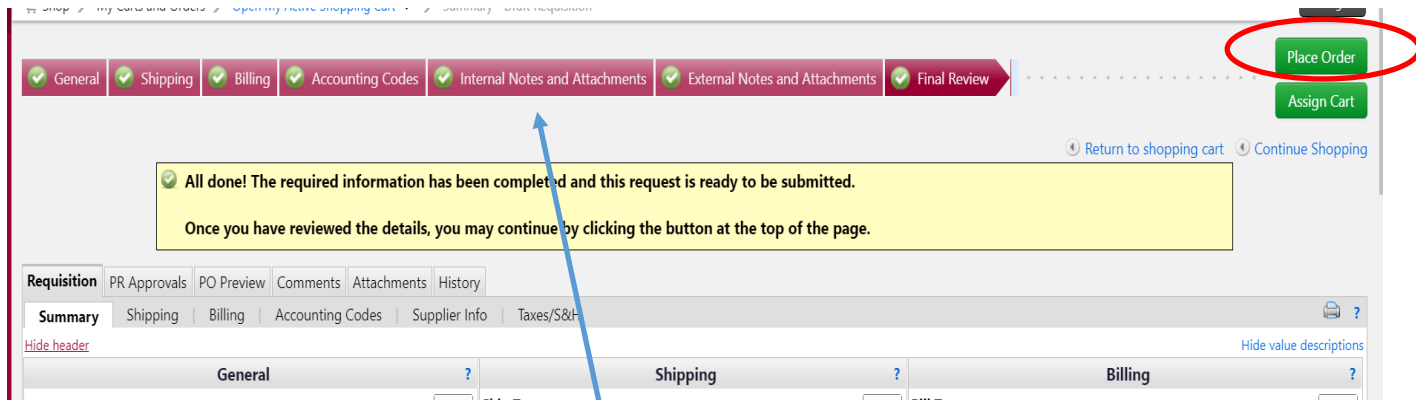 Shop My Carts and Orders Open My Active Shopping Cart Summary - Draft Requisition
Place Order
General Shipping Billing Accounting Codes Internal Notes and Attachments External Notes and Attachments Final Review
Assign Cart
Return to shopping cart Continue Shopping
All done! The required information has been completed and this request is ready to be submitted.
Once you have reviewed the details, you may continue by clicking the button at the top of the page.
Requisition PR Approvals PO Preview Comments Attachments History
Summary Shipping | Billing | Accounting Codes | Supplier Info | Taxes/S&H
?
Hide header Hide value descriptions
General ? Shipping ? Billing ?